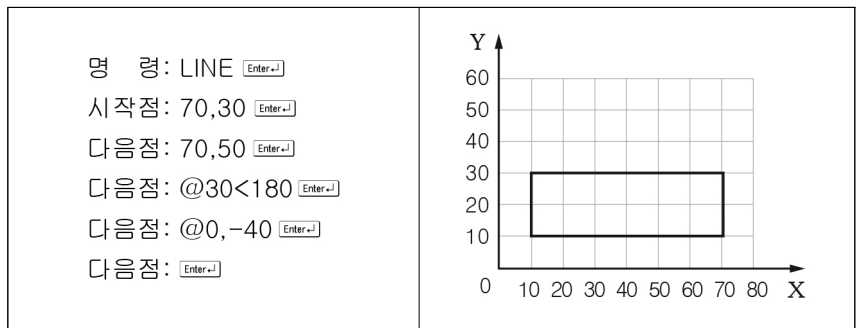 명 령: LINE Enter↵
시작점: 70,30 Enter↵
다음점: 70,50 Enter↵
다음점: @30<180 Enter↵
다음점: @0,-40 Enter↵
다음점: Enter↵
Y
60
50
40
30
20
10
0 10 20 30 40 50 60 70 80 X